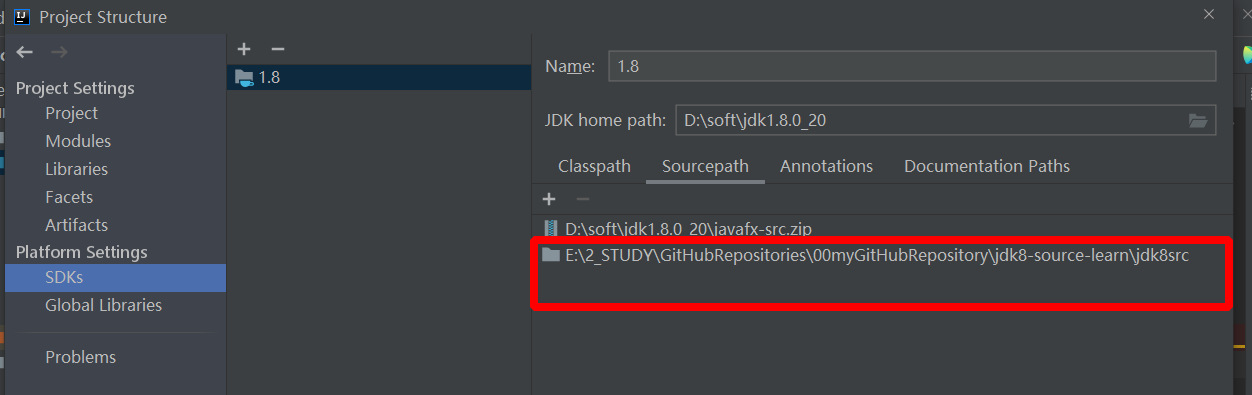 Project Structure
Project Settings
Project
Modules
Libraries
Facets
Artifacts
Platform Settings
SDKs
Global Libraries
Problems
1.8
Name: 1.8
JDK home path: D:\soft\jdk1.8.0_20
Classpath Sourcepath Annotations Documentation Paths
D:\soft\jdk1.8.0_20\javafx-src.zip
E:\2_STUDY\GitHubRepositories\00myGitHubRepository\jdk8-source-learn\jdk8src